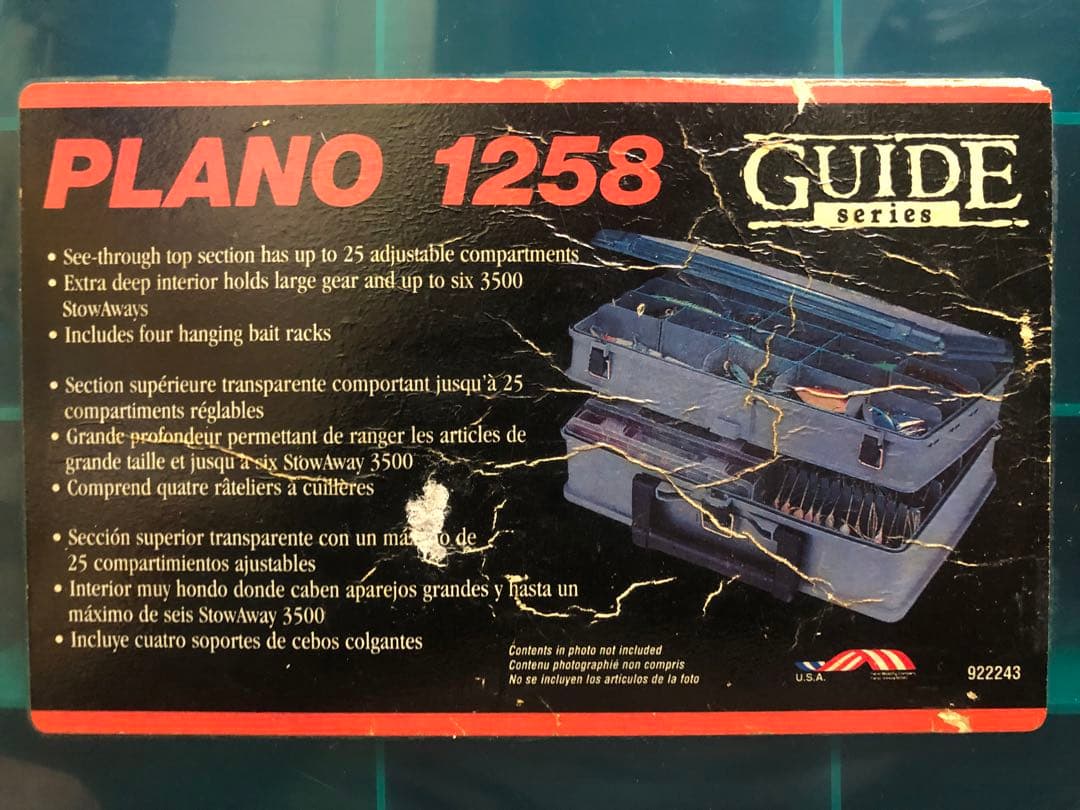 PLANO 1258
GUIDE
series
• See-through top section has up to 25 adjustable compartments
• Extra deep interior holds large gear and up to six 3500
StowAways
• Includes four hanging bait racks
• Section supérieure transparente comportant jusqu'à 25
compartiments réglables
• Grande profondeur permettant de ranger les articles de
grande taille et jusqu'à six StowAway 3500
• Comprend quatre râteliers à cuillères
• Sección superior transparente con un de
25 compartimientos ajustables
• Interior muy hondo donde caben aparejos grandes y hasta un
máximo de seis StowAway 3500
• Incluye cuatro soportes de cebos colgantes
Contents in photo not included
Contenu photographié non compris
No se incluyen los artículos de la foto
U.S.A.
922243